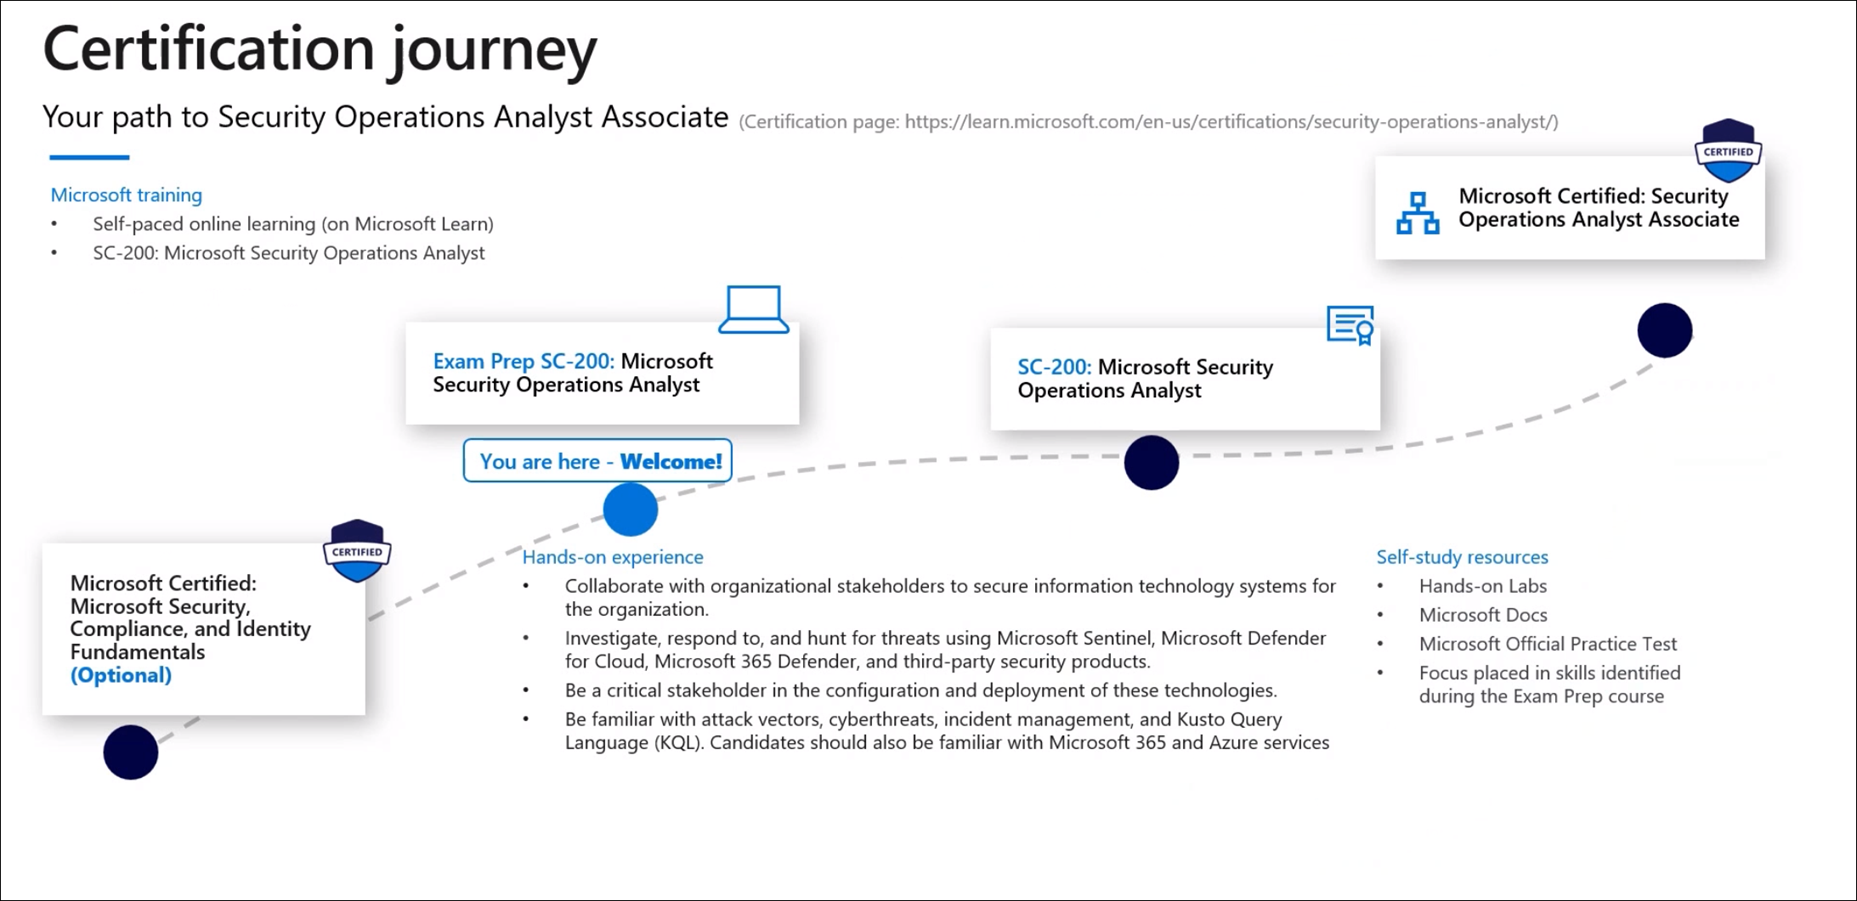 Certification journey
Your path to Security Operations Analyst Associate (Certification page: https://learn.microsoft.com/en-us/certifications/security-operations-analyst/)
Microsoft training
• Self-paced online learning (on Microsoft Learn)
• SC-200: Microsoft Security Operations Analyst
CERTIFIED
Microsoft Certified: Security
Operations Analyst Associate
Exam Prep SC-200: Microsoft
Security Operations Analyst
SC-200: Microsoft Security
Operations Analyst
You are here - Welcome!
CERTIFIED
Microsoft Certified:
Microsoft Security,
Compliance, and Identity
Fundamentals
(Optional)
Hands-on experience
• Collaborate with organizational stakeholders to secure information technology systems for
the organization.
• Investigate, respond to, and hunt for threats using Microsoft Sentinel, Microsoft Defender
for Cloud, Microsoft 365 Defender, and third-party security products.
• Be a critical stakeholder in the configuration and deployment of these technologies.
• Be familiar with attack vectors, cyberthreats, incident management, and Kusto Query
Language (KQL). Candidates should also be familiar with Microsoft 365 and Azure services
Self-study resources
• Hands-on Labs
• Microsoft Docs
• Microsoft Official Practice Test
• Focus placed in skills identified
during the Exam Prep course